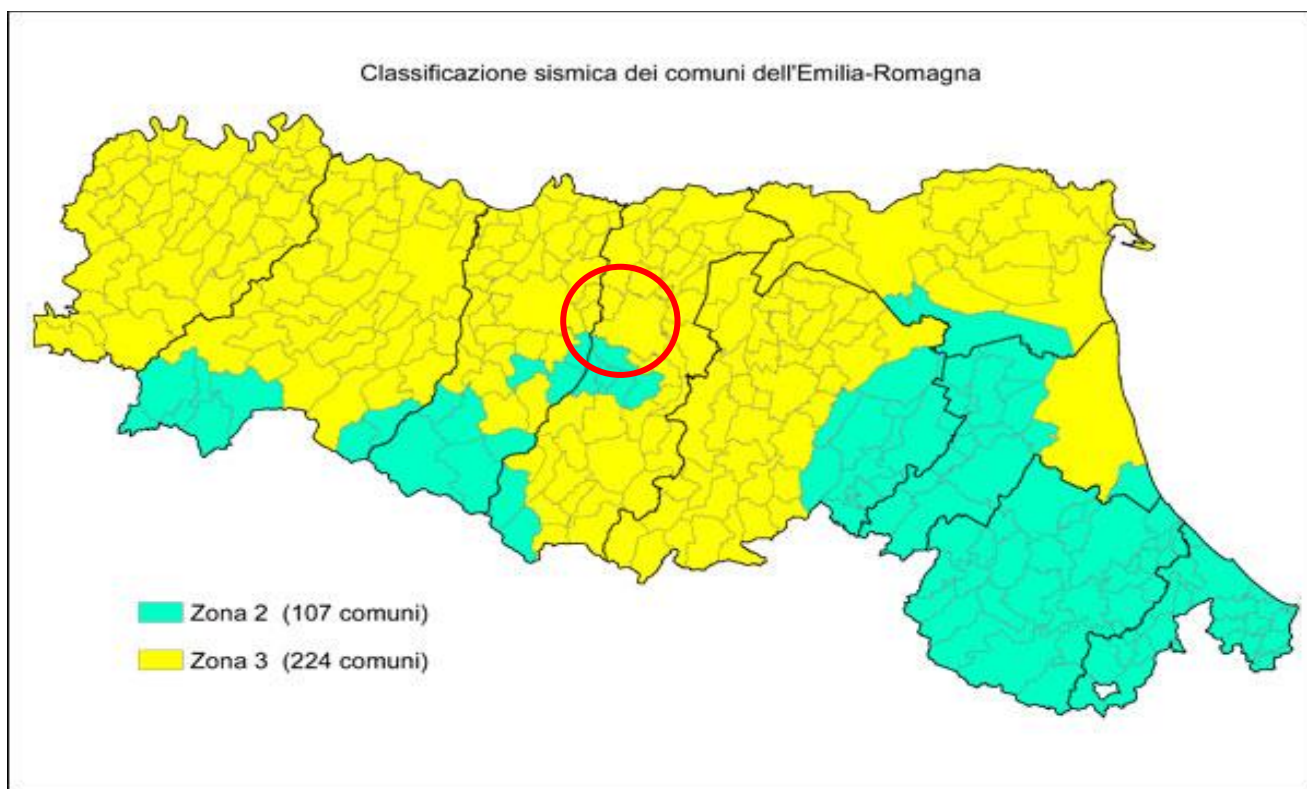 Classificazione sismica dei comuni dell'Emilia-Romagna
Zona 2 (107 comuni)
Zona 3 (224 comuni)